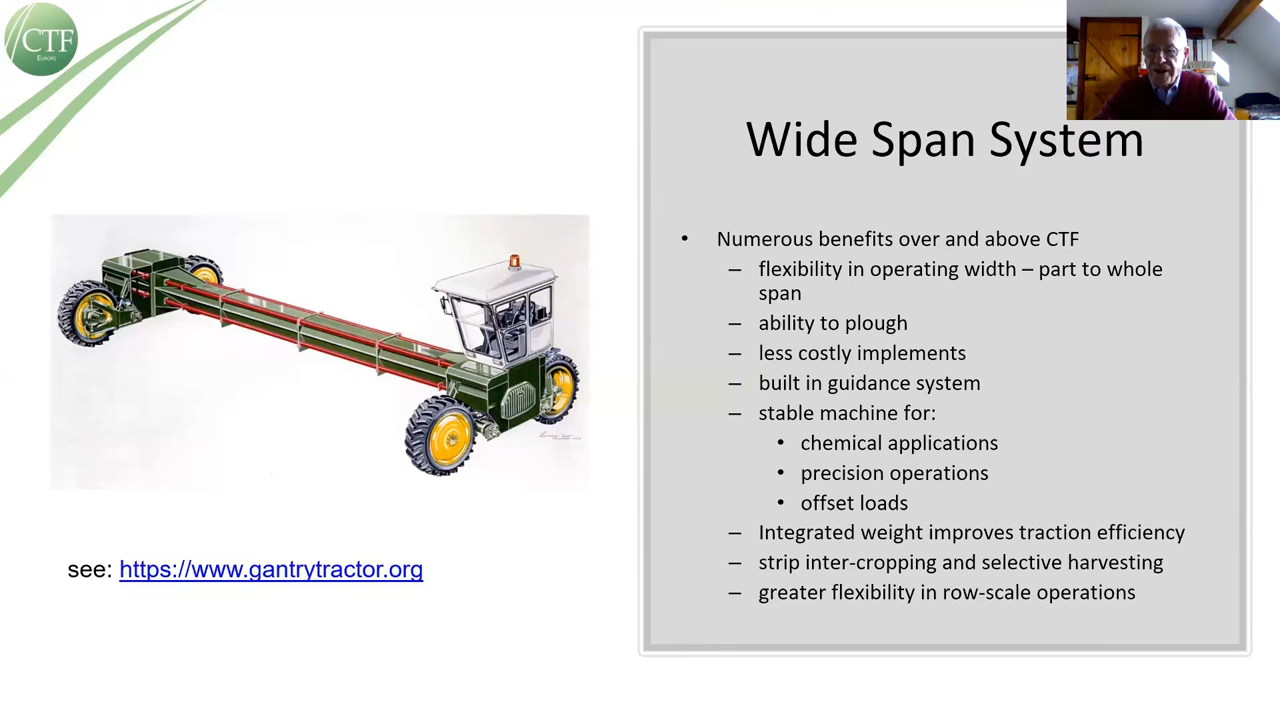 CTF
EUROPE
Wide Span System
• Numerous benefits over and above CTF
– flexibility in operating width – part to whole
span
– ability to plough
– less costly implements
– built in guidance system
– stable machine for:
• chemical applications
• precision operations
• offset loads
– Integrated weight improves traction efficiency
– strip inter-cropping and selective harvesting
– greater flexibility in row-scale operations
see: https://www.gantrytractor.org